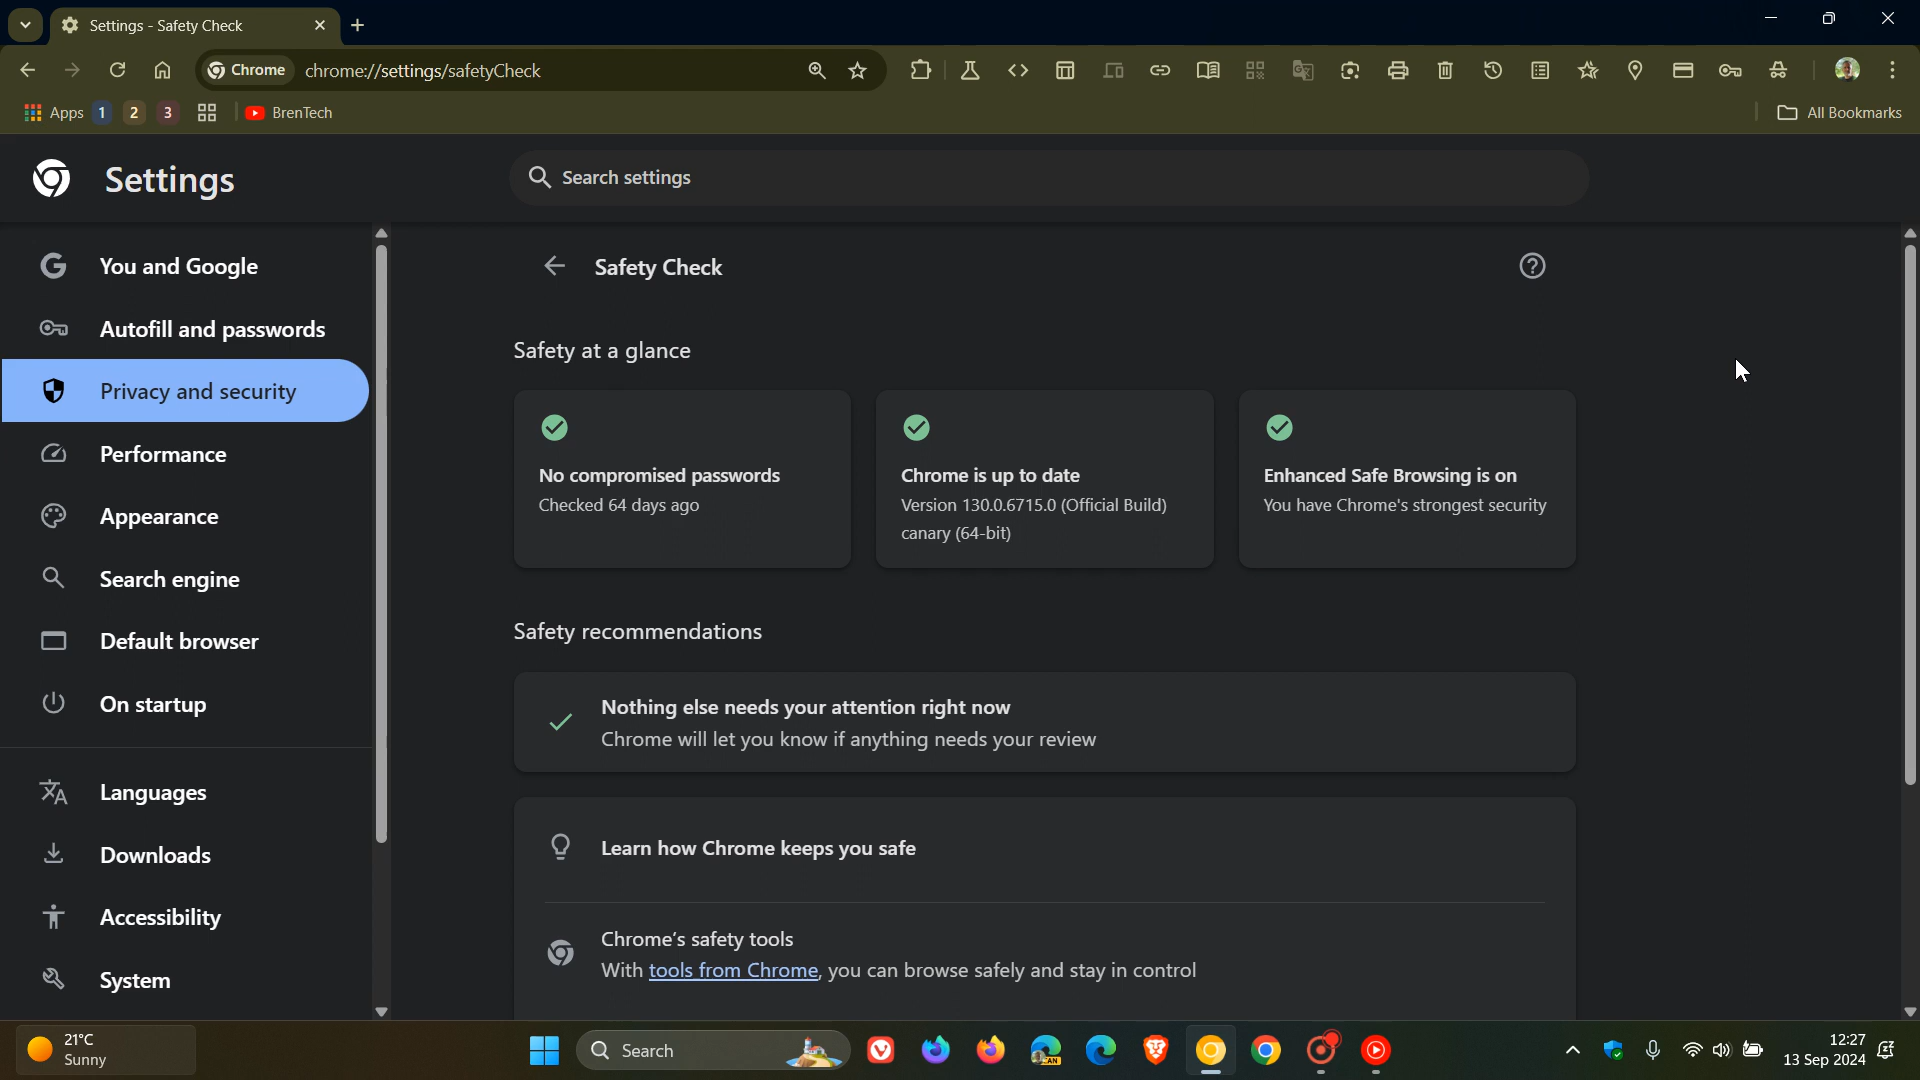 Settings - Safety Check
Chrome
chrome://settings/safetyCheck
Apps
1
2
3
BrenTech
All Bookmarks
Settings
Search settings
You and Google
Autofill and passwords
Privacy and security
Performance
Appearance
Search engine
Default browser
On startup
Languages
Downloads
Accessibility
System
Safety Check
Safety at a glance
No compromised passwords
Checked 64 days ago
Chrome is up to date
Version 130.0.6715.0 (Official Build)
canary (64-bit)
Enhanced Safe Browsing is on
You have Chrome's strongest security
Safety recommendations
Nothing else needs your attention right now
Chrome will let you know if anything needs your review
Learn how Chrome keeps you safe
Chrome's safety tools
With tools from Chrome, you can browse safely and stay in control
21°C
Sunny
Search
CAN
12:27
13 Sep 2024